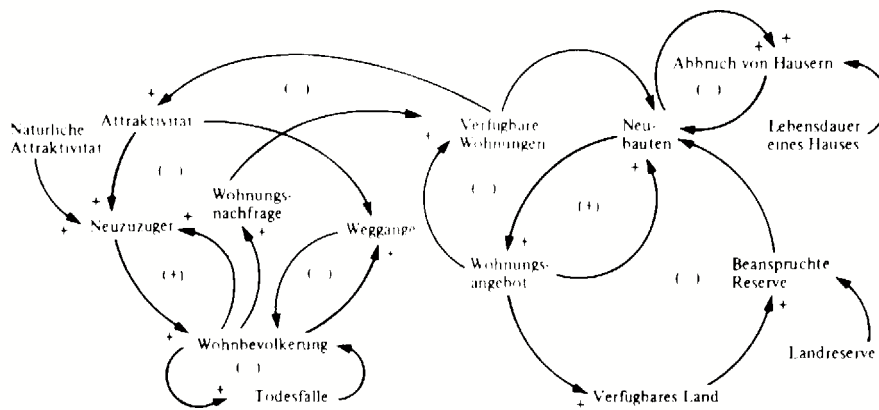 Abbruch von Hausern
Naturliche
Attraktivitat
Attraktivitat
Verfugbare
Wohnungen
Neu-
bauten
Lebensdauer
eines Hauses
Wohnungs-
nachfrage
Neuzuzuger
Weggange
Wohnungs-
angebot
Beanspruchte
Reserve
Wohnbevolkerung
Todesfalle
Verfugbares Land
Landreserve
(+)
(+)